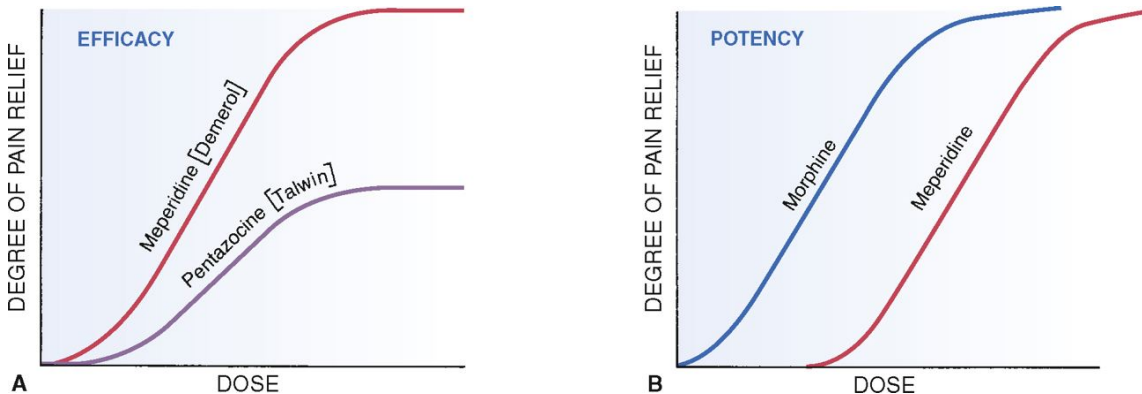 EFFICACY
DEGREE OF PAIN RELIEF
Meperidine [Demerol]
Pentazocine [Talwin]
A
DOSE
POTENCY
DEGREE OF PAIN RELIEF
Morphine
Meperidine
B
DOSE